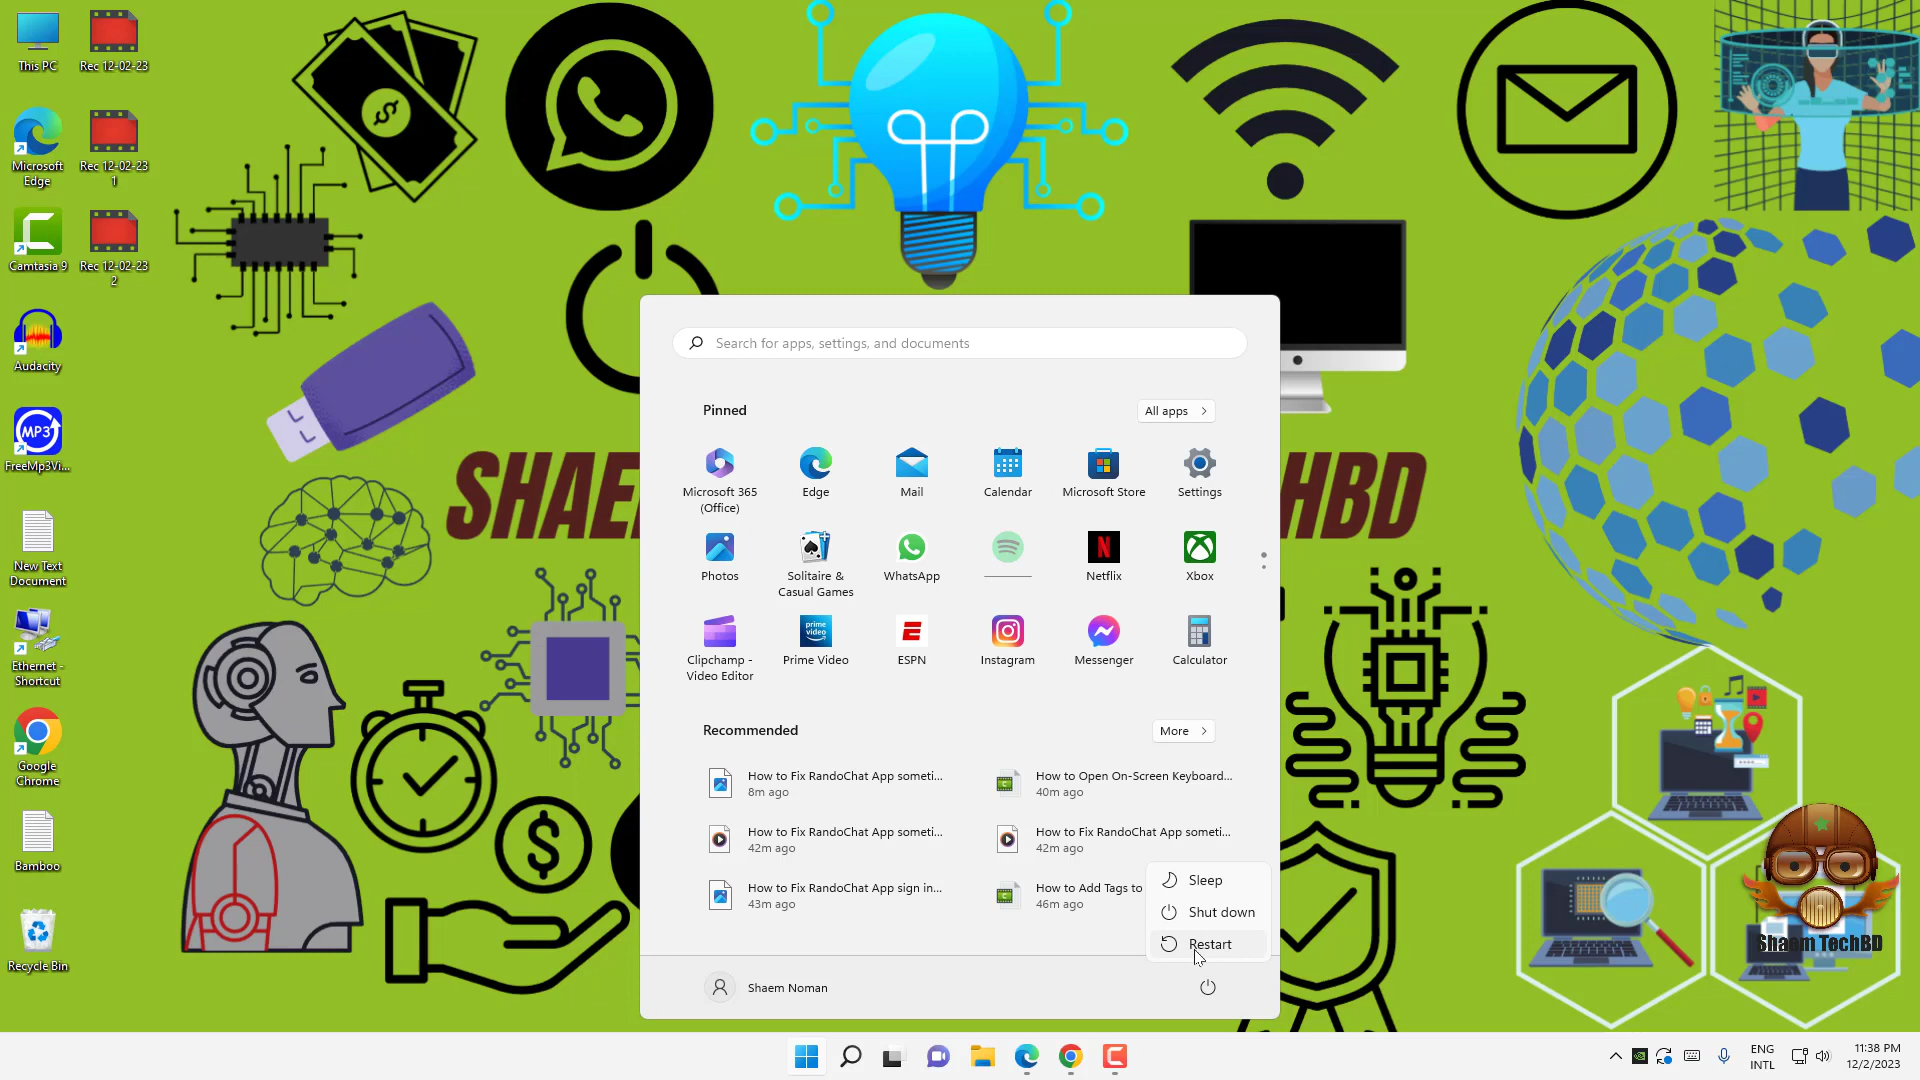 This PC
Rec 12-02-23
Microsoft
Edge
Rec 12-02-23
1
Camtasia 9
Rec 12-02-23
2
Audacity
MP3
FreeMp3Vi...
New Text
Document
Ethernet -
Shortcut
Google
Chrome
Bamboo
Recycle Bin
SHAE
HBD
Search for apps, settings, and documents
Pinned
All apps
Microsoft 365
(Office)
Edge
Mail
Calendar
Microsoft Store
Settings
Photos
Solitaire &
Casual Games
WhatsApp
Netflix
Xbox
prime
video
Clipchamp -
Video Editor
Prime Video
ESPN
Instagram
Messenger
Calculator
Recommended
More
How to Fix RandoChat App someti...
8m ago
How to Open On-Screen Keyboard...
40m ago
How to Fix RandoChat App someti...
42m ago
How to Fix RandoChat App someti...
42m ago
How to Fix RandoChat App sign in...
43m ago
How to Add Tags to
46m ago
Sleep
Shut down
Restart
Shaem Noman
Shaem TechBD
ENG
INTL
11:38 PM
12/2/2023